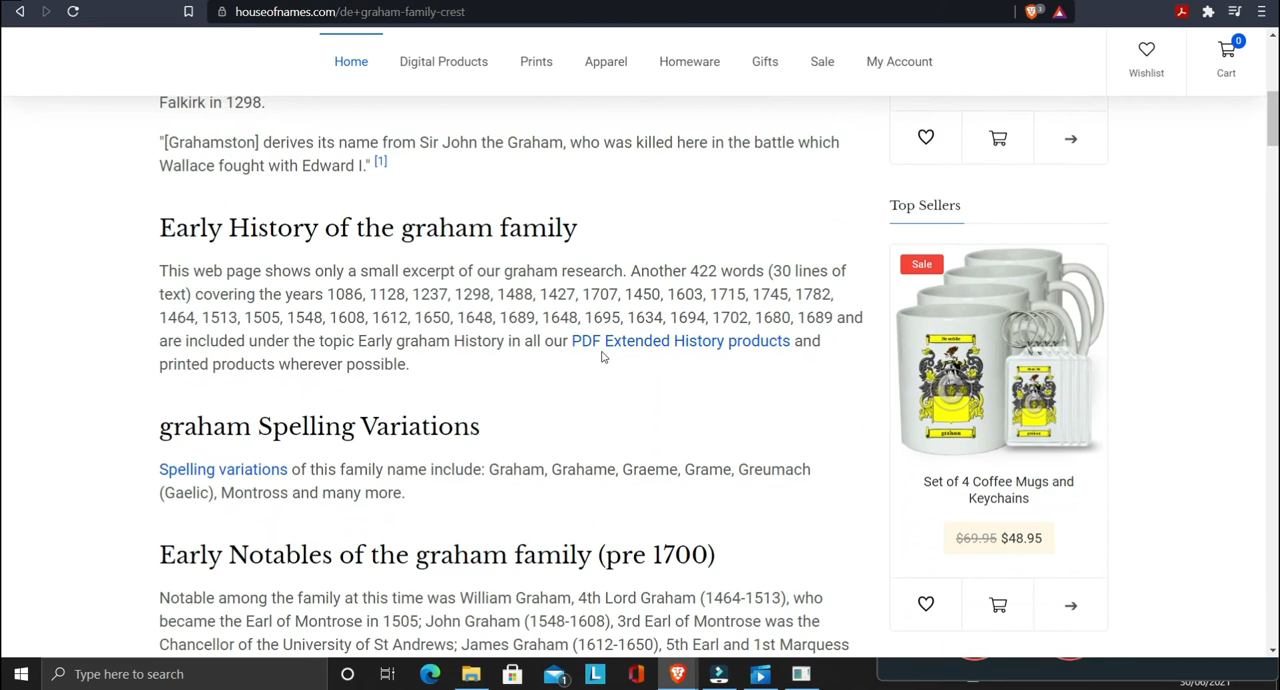 houseofnames.com/de+graham-family-crest
3
Home
Digital Products
Prints
Apparel
Homeware
Gifts
Sale
My Account
Wishlist
0
Cart
Falkirk in 1298.
"[Grahamston] derives its name from Sir John the Graham, who was killed here in the battle which
Wallace fought with Edward I." [1]
Early History of the graham family
This web page shows only a small excerpt of our graham research. Another 422 words (30 lines of
text) covering the years 1086, 1128, 1237, 1298, 1488, 1427, 1707, 1450, 1603, 1715, 1745, 1782,
1464, 1513, 1505, 1548, 1608, 1612, 1650, 1648, 1689, 1648, 1695, 1634, 1694, 1702, 1680, 1689 and
are included under the topic Early graham History in all our PDF Extended History products and
printed products wherever possible.
graham Spelling Variations
Spelling variations of this family name include: Graham, Grahame, Graeme, Grame, Greumach
(Gaelic), Montross and many more.
Early Notables of the graham family (pre 1700)
Notable among the family at this time was William Graham, 4th Lord Graham (1464-1513), who
became the Earl of Montrose in 1505; John Graham (1548-1608), 3rd Earl of Montrose was the
Chancellor of the University of St Andrews; James Graham (1612-1650), 5th Earl and 1st Marquess
Top Sellers
Sale
graham
graham
Set of 4 Coffee Mugs and
Keychains
$69.95 $48.95
Type here to search
L
1
30/06/2021